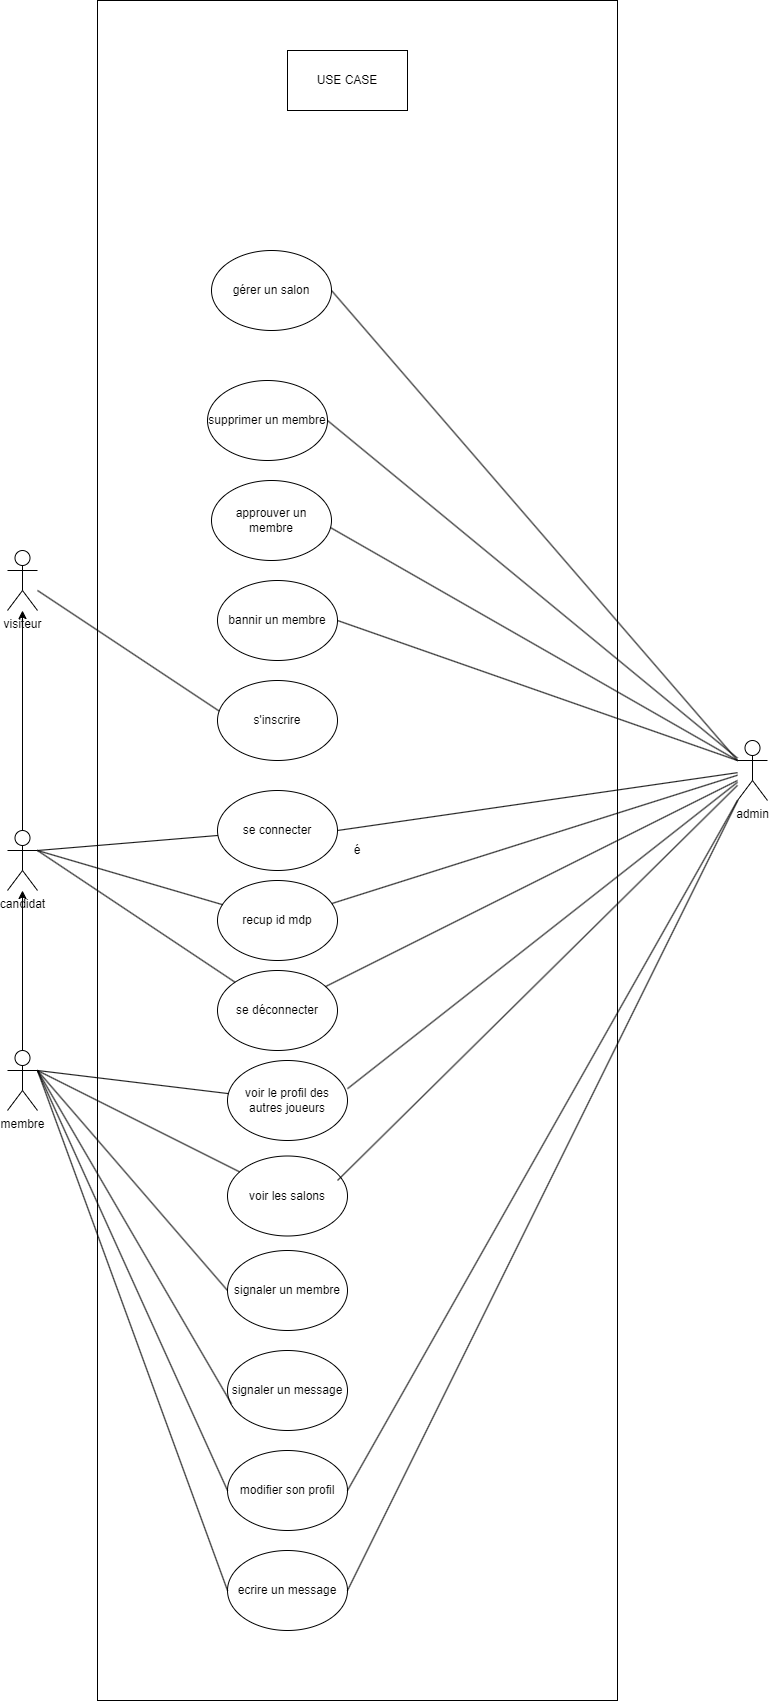 USE CASE
gérer un salon
supprimer un membre
approuver un
membre
bannir un membre
visiteur
s'inscrire
se connecter
admin
é
candidat
recup id mdp
se déconnecter
voir le profil des
autres joueurs
membre
voir les salons
signaler un membre
signaler un message
modifier son profil
ecrire un message